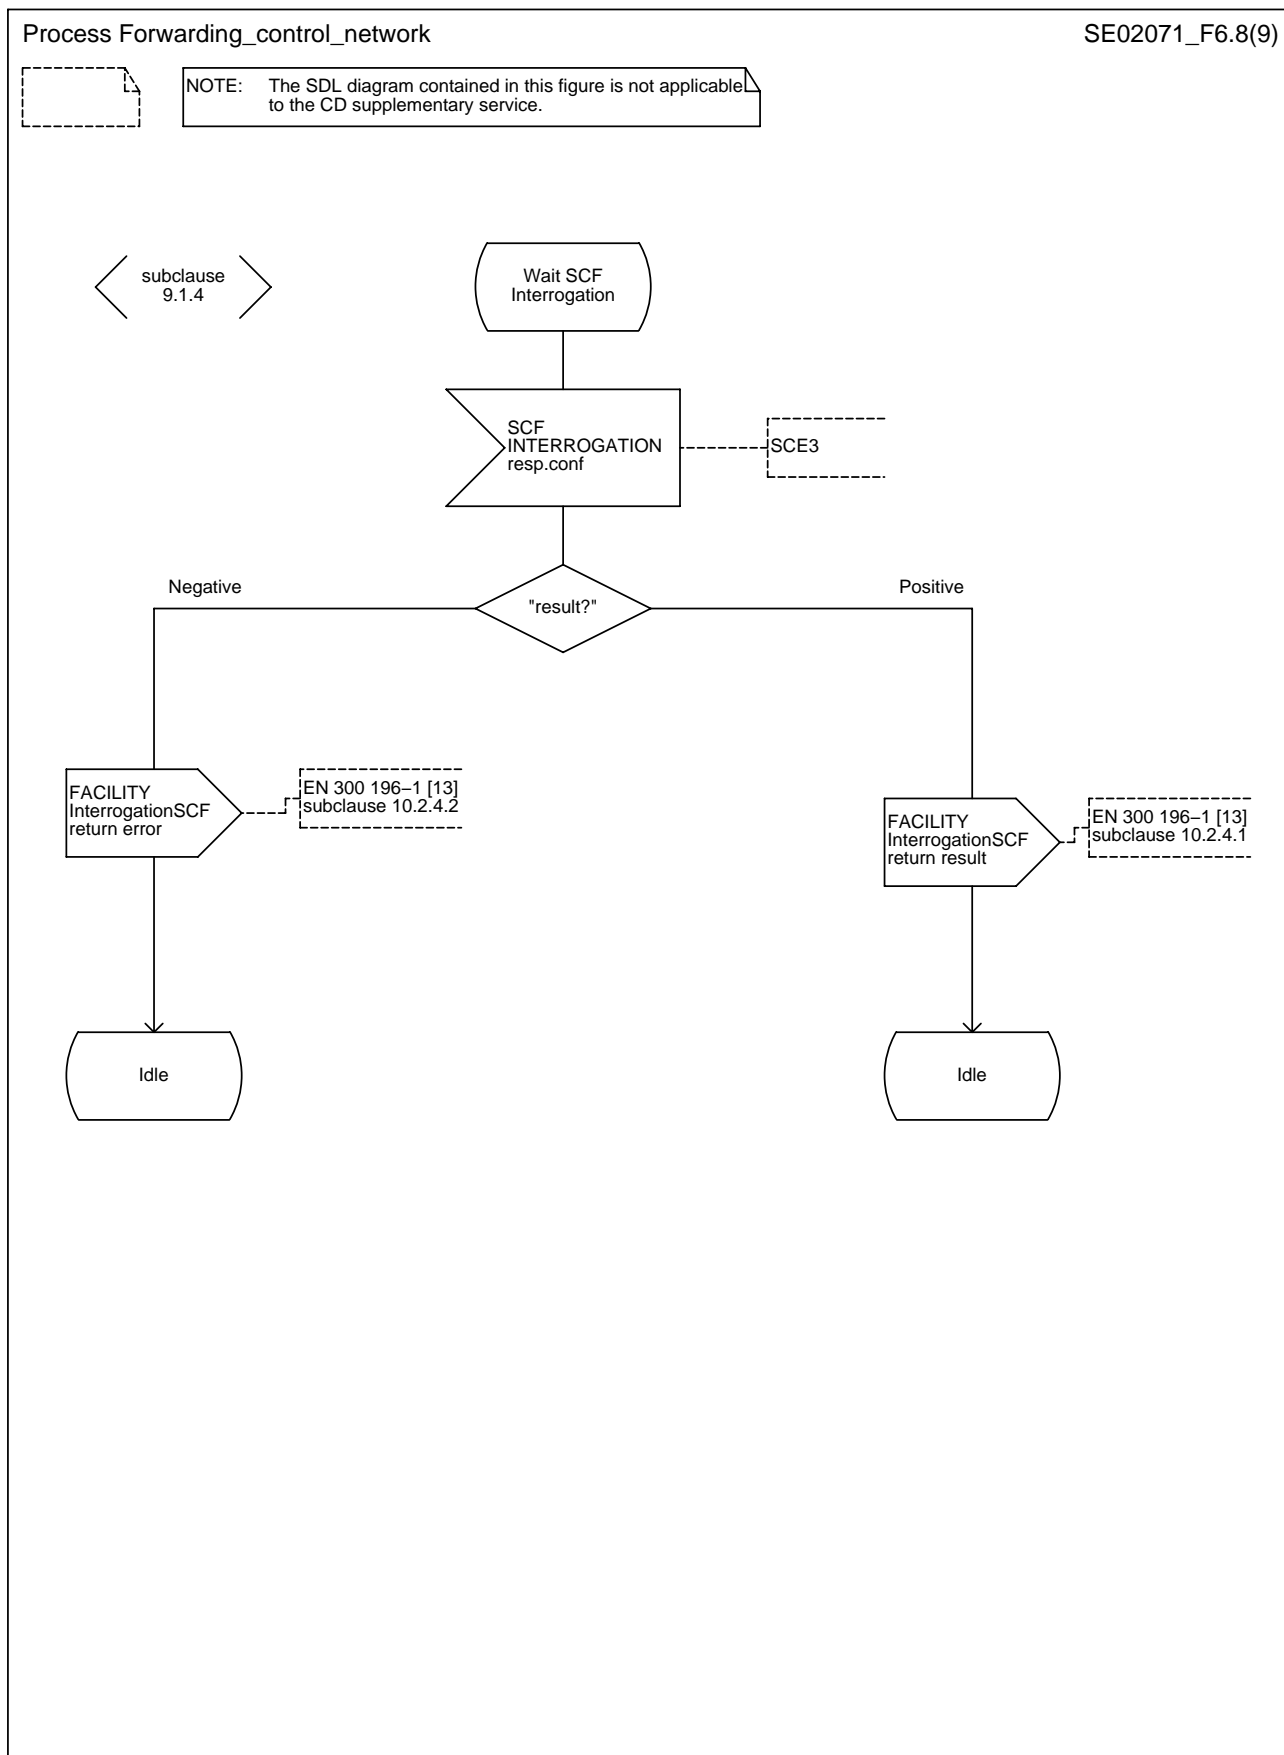 Process Forwarding_control_network
SE02071_F6.8(9)
NOTE: The SDL diagram contained in this figure is not applicable
to the CD supplementary service.
subclause
9.1.4
Wait SCF
Interrogation
SCF
INTERROGATION
resp.conf
SCE3
Negative
"result?"
Positive
FACILITY
InterrogationSCF
return error
EN 300 196–1 [13]
subclause 10.2.4.2
FACILITY
InterrogationSCF
return result
EN 300 196–1 [13]
subclause 10.2.4.1
Idle
Idle